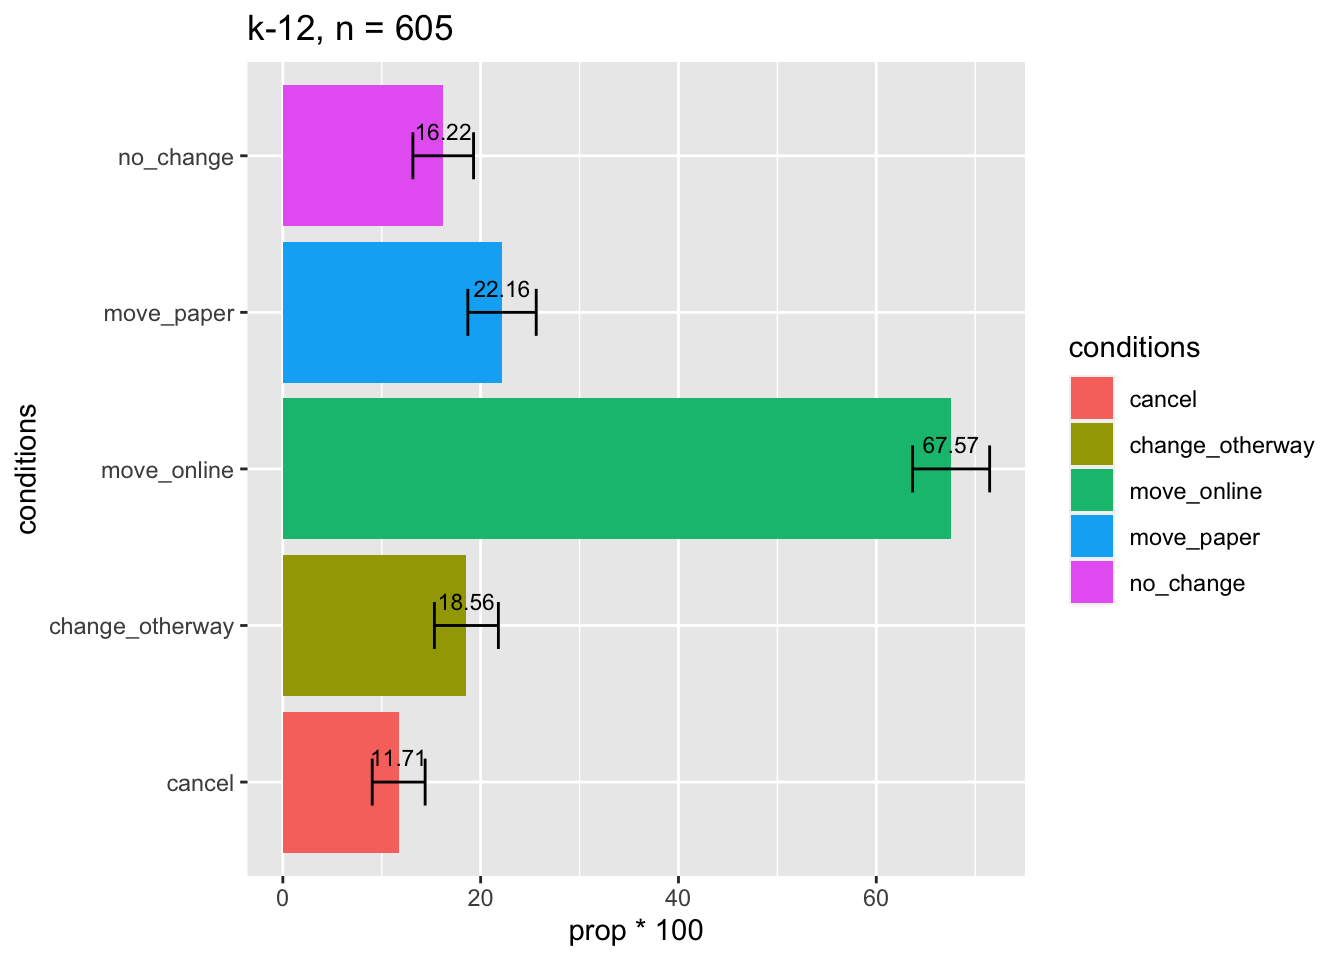 k-12, n = 605
conditions
no_change
move_paper
move_online
change_otherway
cancel
16.22
22.16
67.57
18.56
11.71
0 20 40 60
prop * 100
conditions
cancel
change_otherway
move_online
move_paper
no_change